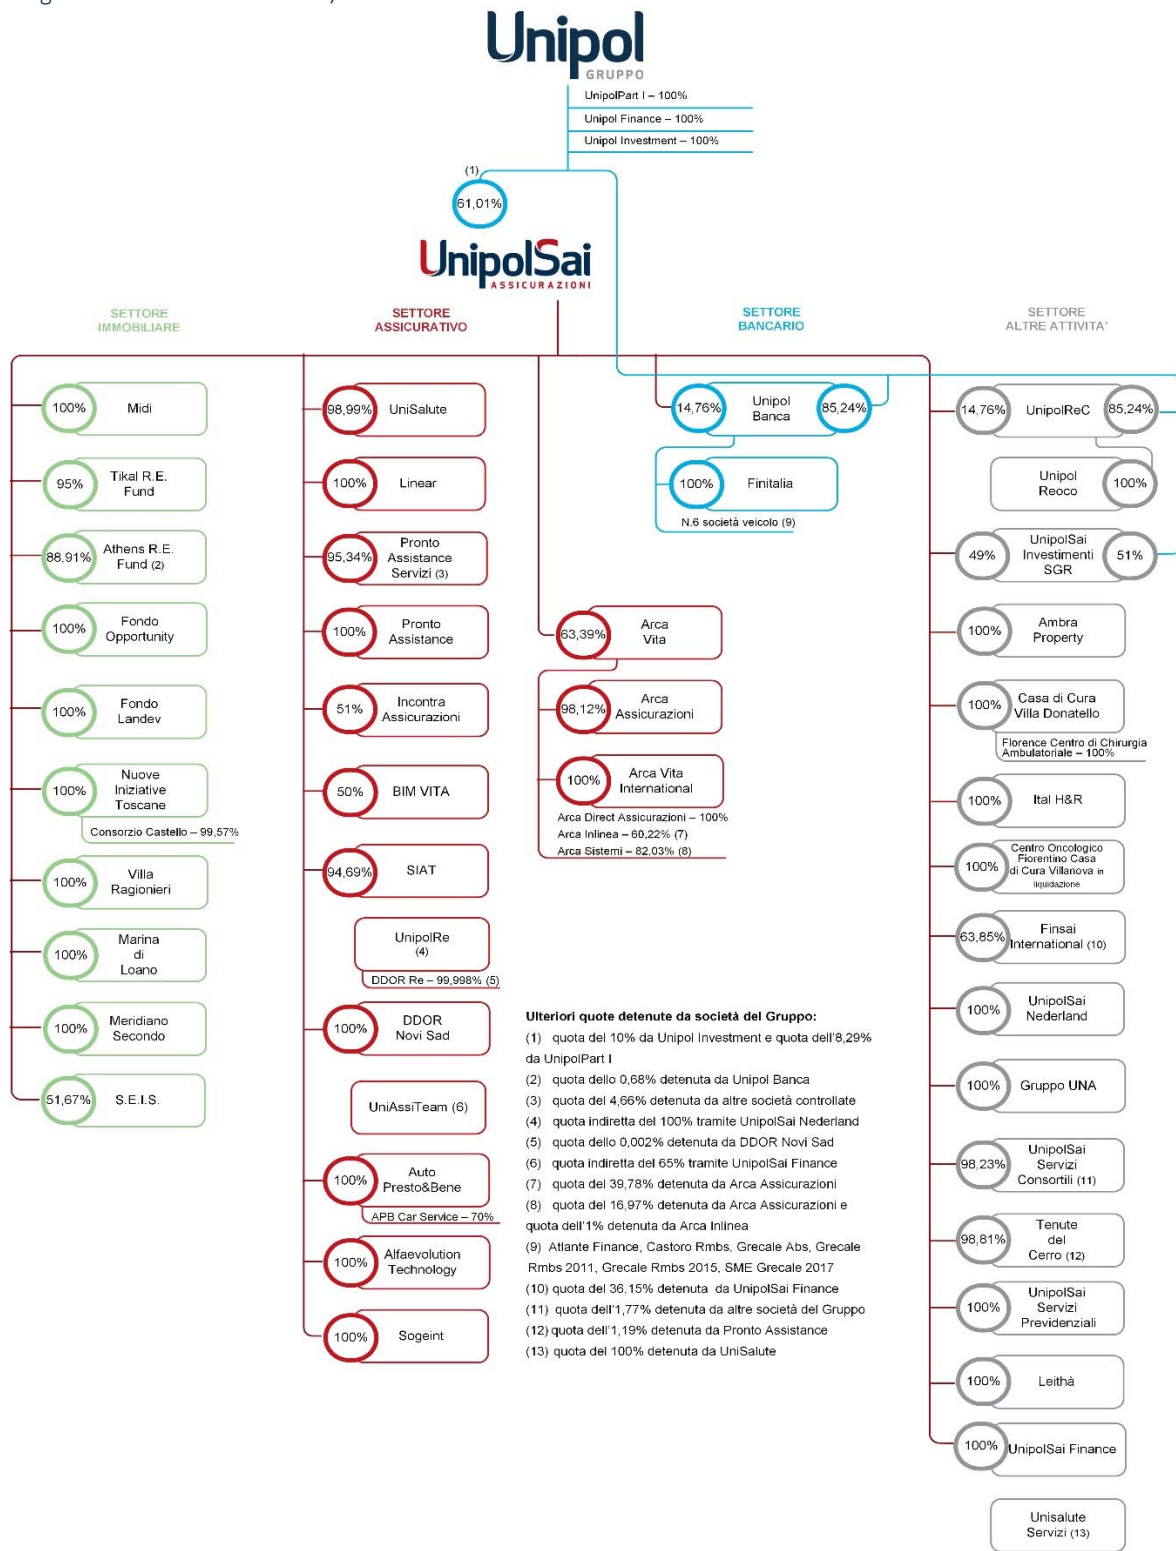 Unipol
GRUPPO
UnipolPart I – 100%
Unipol Finance – 100%
Unipol Investment – 100%
(1)
61,01%
UnipolSai
ASSICURAZIONI
SETTORE
IMMOBILIARE
100%
Midi
95%
Tikal R.E.
Fund
88,91%
Athens R.E.
Fund (2)
100%
Fondo
Opportunity
100%
Fondo
Landev
100%
Nuove
Iniziative
Toscane
Consorzio Castello – 99,57%
100%
Villa
Ragionieri
100%
Marina
di
Loano
100%
Meridiano
Secondo
51,67%
S.E.I.S.
SETTORE
ASSICURATIVO
98,99%
UniSalute
100%
Linear
95,34%
Pronto
Assistance
Servizi (3)
100%
Pronto
Assistance
51%
Incontra
Assicurazioni
50%
BIM VITA
94,69%
SIAT
UnipolRe
(4)
DDOR Re – 99,998% (5)
100%
DDOR
Novi Sad
UniAssiTeam (6)
100%
Auto
Presto&Bene
APB Car Service – 70%
100%
Alfaevolution
Technology
100%
Sogeint
63,39%
Arca
Vita
98,12%
Arca
Assicurazioni
100%
Arca Vita
International
Arca Direct Assicurazioni – 100%
Arca Inlinea – 60,22% (7)
Arca Sistemi – 82,03% (8)
SETTORE
BANCARIO
14,76%
Unipol
Banca
85,24%
100%
Finitalia
N.6 società veicolo (9)
SETTORE
ALTRE ATTIVITA'
14,76%
UnipolReC
85,24%
Unipol
Reoco
100%
49%
UnipolSai
Investimenti
SGR
51%
100%
Ambra
Property
100%
Casa di Cura
Villa Donatello
Florence Centro di Chirurgia
Ambulatoriale – 100%
100%
Ital H&R
100%
Centro Oncologico
Fiorentino Casa
di Cura Villanova in
liquidazione
63,85%
Finsai
International (10)
100%
UnipolSai
Nederland
100%
Gruppo UNA
98,23%
UnipolSai
Servizi
Consortili (11)
98,81%
Tenute
del
Cerro (12)
100%
UnipolSai
Servizi
Previdenziali
100%
Leithà
100%
UnipolSai Finance
Unisalute
Servizi (13)
Ulteriori quote detenute da società del Gruppo:
(1) quota del 10% da Unipol Investment e quota dell'8,29%
da UnipolPart I
(2) quota dello 0,68% detenuta da Unipol Banca
(3) quota del 4,66% detenuta da altre società controllate
(4) quota indiretta del 100% tramite UnipolSai Nederland
(5) quota dello 0,002% detenuta da DDOR Novi Sad
(6) quota indiretta del 65% tramite UnipolSai Finance
(7) quota del 39,78% detenuta da Arca Assicurazioni
(8) quota del 16,97% detenuta da Arca Assicurazioni e
quota dell'1% detenuta da Arca Inlinea
(9) Atlante Finance, Castoro Rmbs, Grecale Abs, Grecale
Rmbs 2011, Grecale Rmbs 2015, SME Grecale 2017
(10) quota del 36,15% detenuta da UnipolSai Finance
(11) quota dell'1,77% detenuta da altre società del Gruppo
(12) quota dell'1,19% detenuta da Pronto Assistance
(13) quota del 100% detenuta da UniSalute